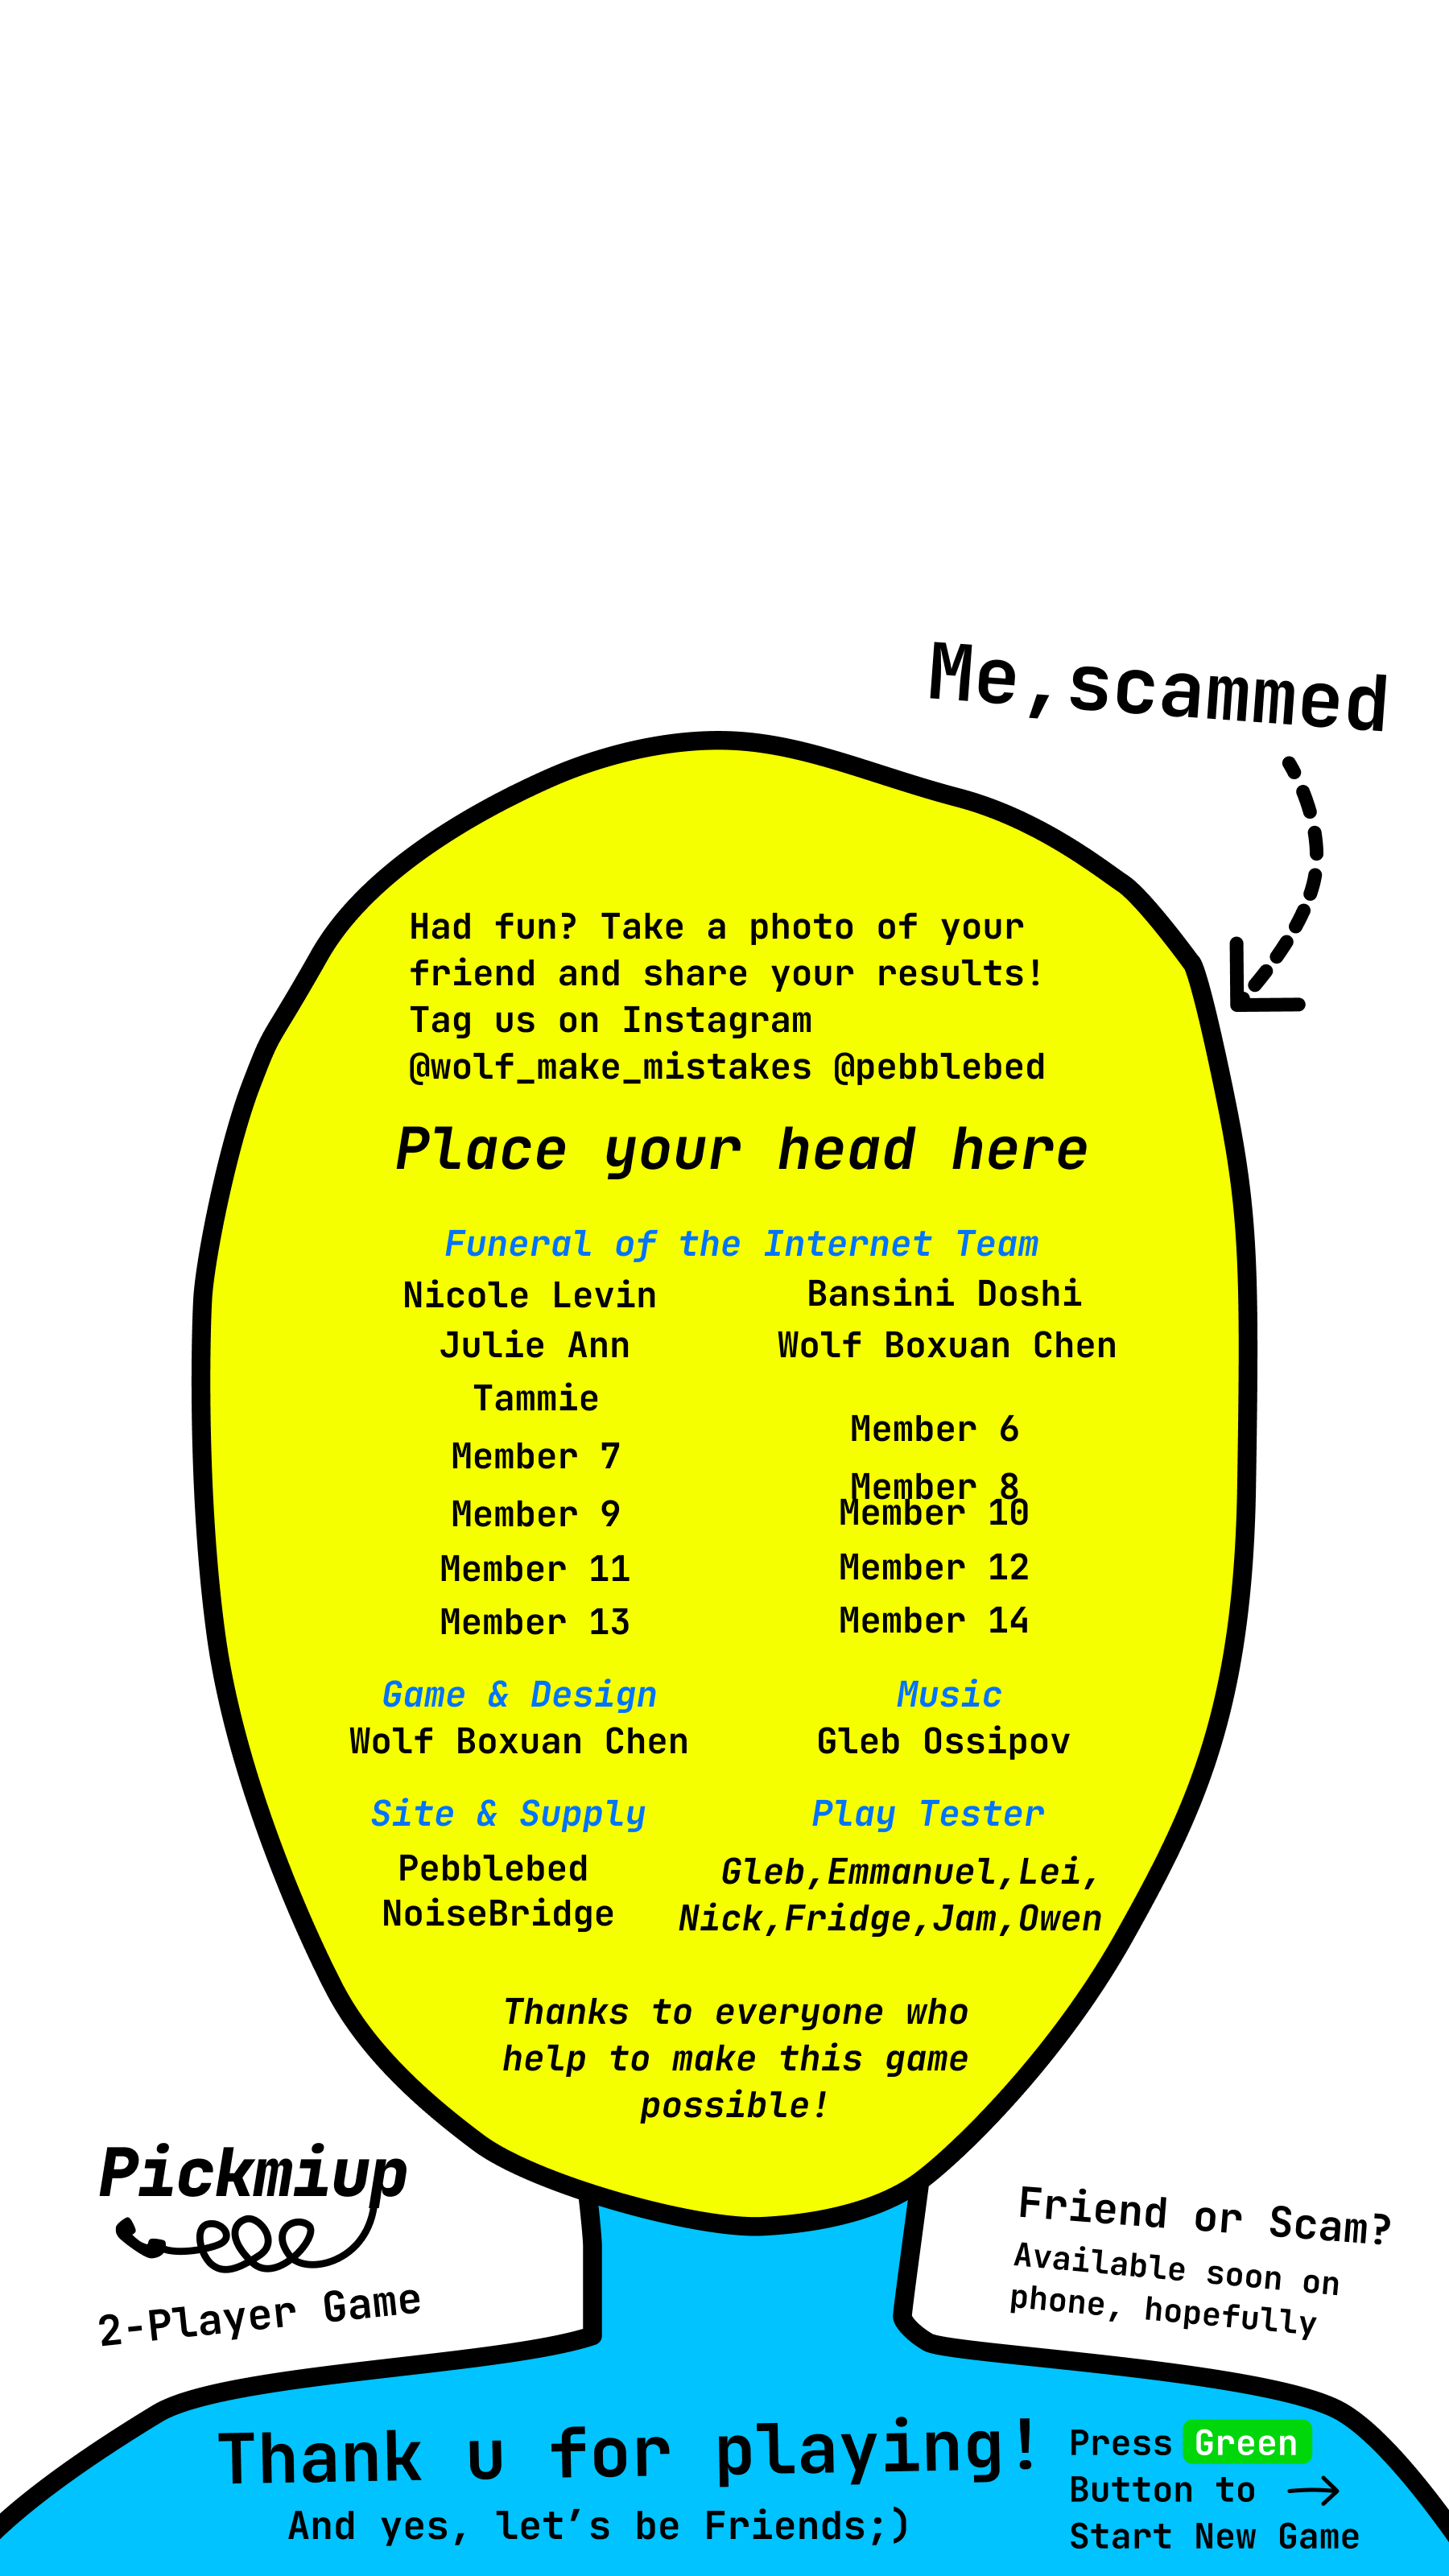 Me,scammed
Had fun? Take a photo of your
friend and share your results!
Tag us on Instagram
@wolf_make_mistakes @pebblebed
Place your head here
Funeral of the Internet Team
Nicole Levin
Bansini Doshi
Julie Ann
Wolf Boxuan Chen
Tammie
Member 6
Member 7
Member 8
Member 9
Member 10
Member 11
Member 12
Member 13
Member 14
Game & Design
Wolf Boxuan Chen
Music
Gleb Ossipov
Site & Supply
Pebblebed
NoiseBridge
Play Tester
Gleb,Emmanuel,Lei,
Nick,Fridge,Jam,Owen
Thanks to everyone who
help to make this game
possible!
Pickmiup
2-Player Game
Friend or Scam?
Available soon on
phone, hopefully
Thank u for playing!
And yes, let’s be Friends;)
Press Green
Button to →
Start New Game